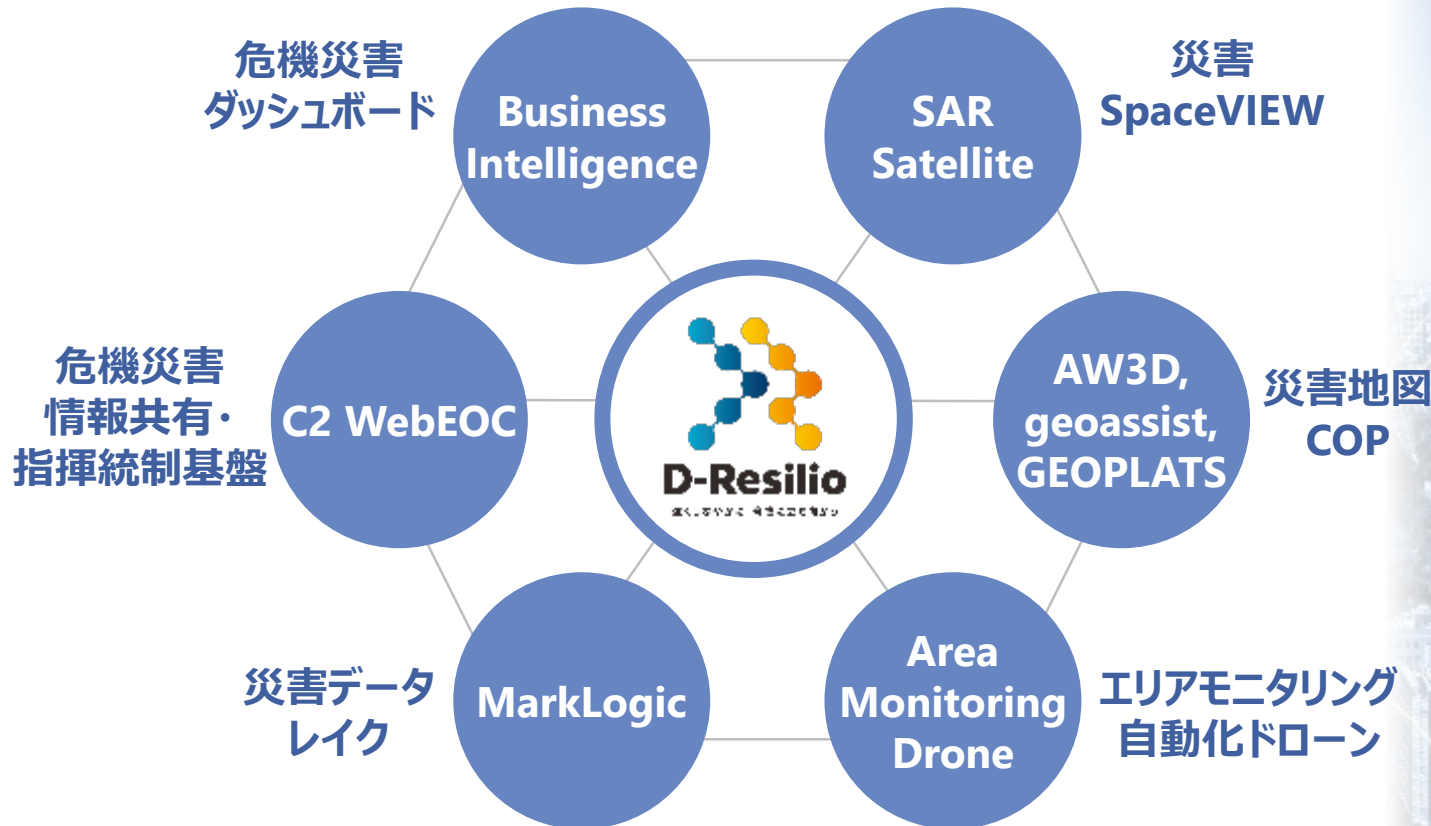 危機災害
ダッシュボード
Business
Intelligence
SAR
Satellite
災害
SpaceVIEW
危機災害
情報共有・
指揮統制基盤
C2 WebEOC
D-Resilio
AW3D,
geoassist,
GEOPLATS
災害地図
COP
災害データ
レイク
MarkLogic
Area
Monitoring
Drone
エリアモニタリング
自動化ドローン